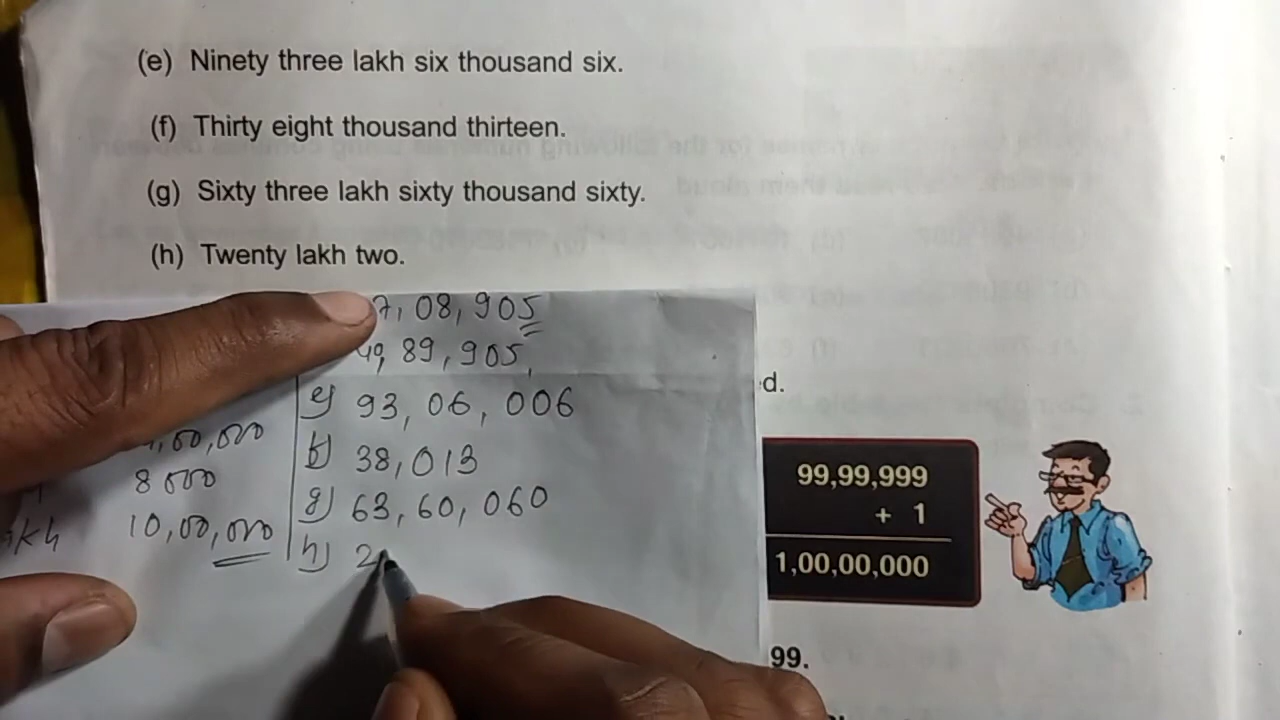 (e) Ninety three lakh six thousand six.
(f) Thirty eight thousand thirteen.
(g) Sixty three lakh sixty thousand sixty.
(h) Twenty lakh two.
7, 08, 905
49, 89, 905,
e) 93, 06, 006
f) 38,013
g) 63, 60, 060
h) 2
8000
10,00,000
ed.
99,99,999
+ 1
1,00,00,000
99.